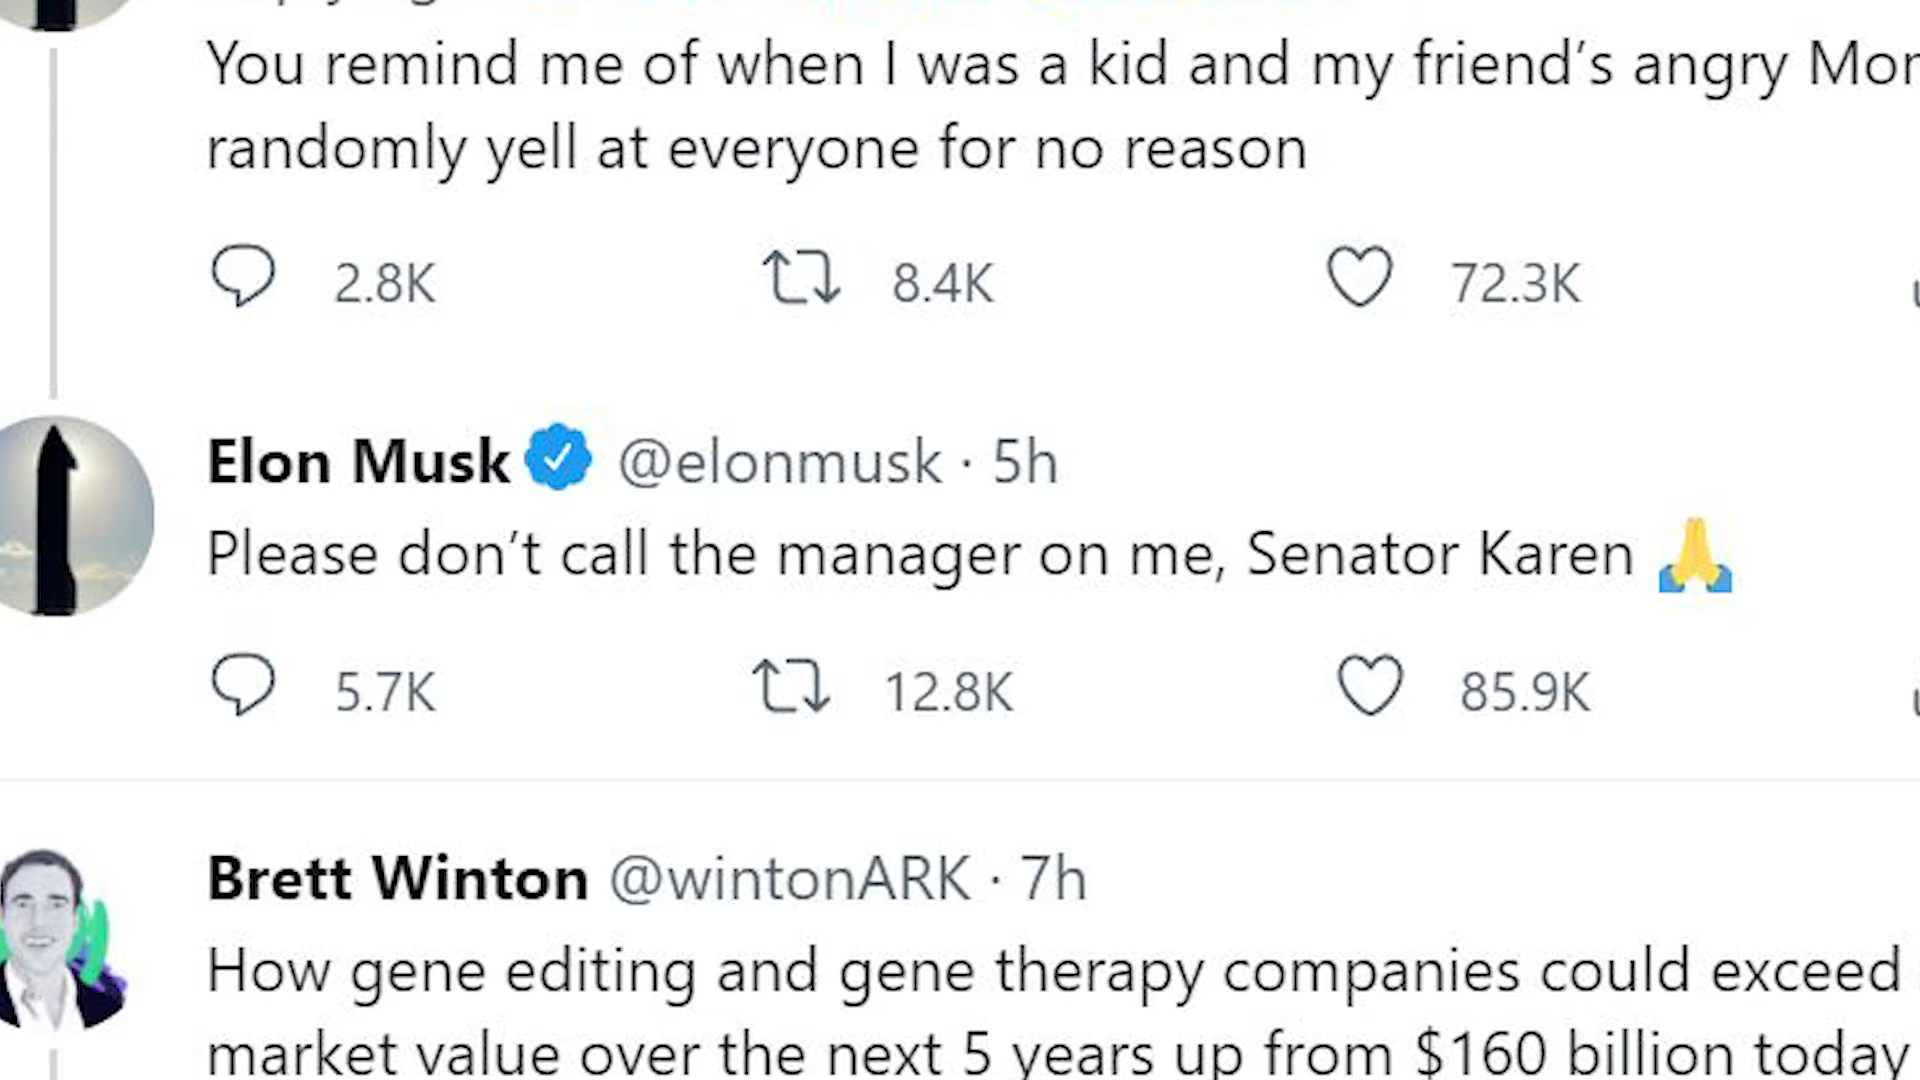 You remind me of when I was a kid and my friend’s angry
randomly yell at everyone for no reason
2.8K 8.4K 72.3K
Elon Musk @elonmusk · 5h
Please don’t call the manager on me, Senator Karen 🙏
5.7K 12.8K 85.9K
Brett Winton @wintonARK · 7h
How gene editing and gene therapy companies could exceed
market value over the next 5 years up from $160 billion today